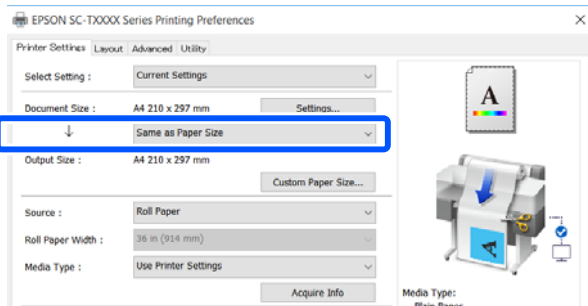 EPSON SC-TXXXX Series Printing Preferences
Printer Settings Layout Advanced Utility
Select Setting : Current Settings
Document Size : A4 210 x 297 mm Settings...
↓ Same as Paper Size
Output Size : A4 210 x 297 mm
Custom Paper Size...
Source : Roll Paper
Roll Paper Width : 36 in (914 mm)
Media Type : Use Printer Settings
Acquire Info
A
Media Type:
Plain Paper